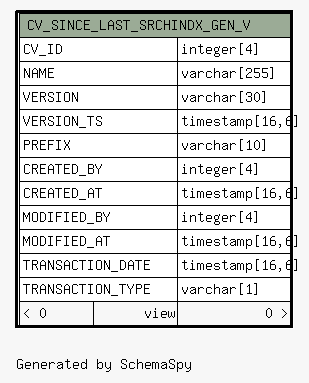 CV_SINCE_LAST_SRCHINDX_GEN_V
CV_ID integer[4]
NAME varchar[255]
VERSION varchar[30]
VERSION_TS timestamp[16,6]
PREFIX varchar[10]
CREATED_BY integer[4]
CREATED_AT timestamp[16,6]
MODIFIED_BY integer[4]
MODIFIED_AT timestamp[16,6]
TRANSACTION_DATE timestamp[16,6]
TRANSACTION_TYPE varchar[1]
< 0 view 0 >
Generated by SchemaSpy